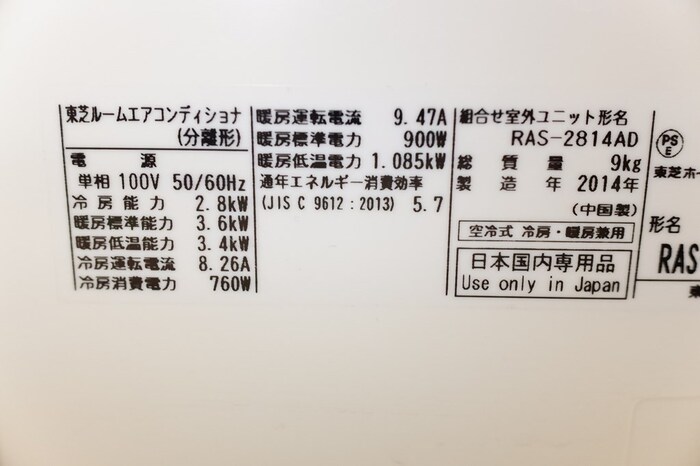 東芝ルームエアコンディショナ
(分離形)
電源
単相 100V 50/60Hz
冷房能力 2.8kW
暖房標準能力 3.6kW
暖房低温能力 3.4kW
冷房運転電流 8.26A
冷房消費電力 760W
暖房運転電流 9.47A
暖房標準電力 900W
暖房低温電力 1.085kW
通年エネルギー消費効率
(JIS C 9612:2013) 5.7
組合せ室外ユニット形名
RAS-2814AD
総質量 9kg
製造年 2014年
(中国製)
空冷式 冷房・暖房兼用
日本国内専用品
Use only in Japan
PS
E
東芝ホー
形名
RAS